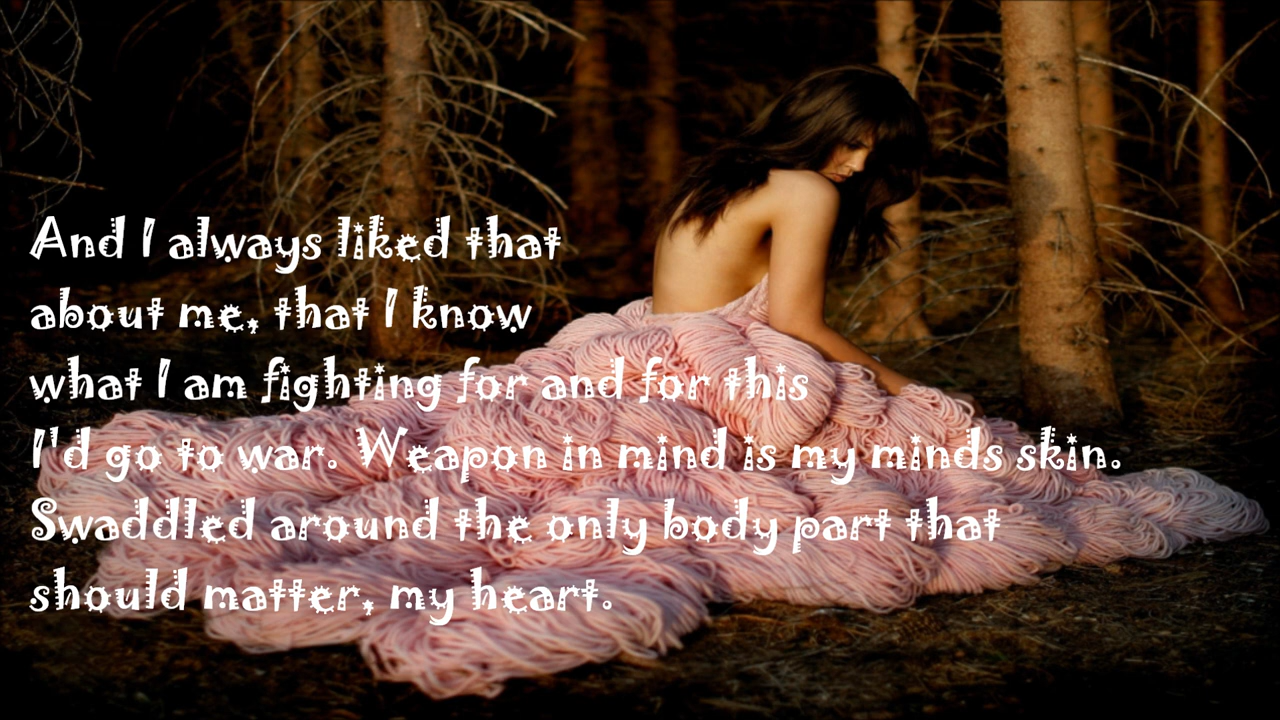 And I always liked that
about me, that I know
what I am fighting for and for this
I'd go to war. Weapon in mind is my minds skin.
Swaddled around the only body part that
should matter, my heart.